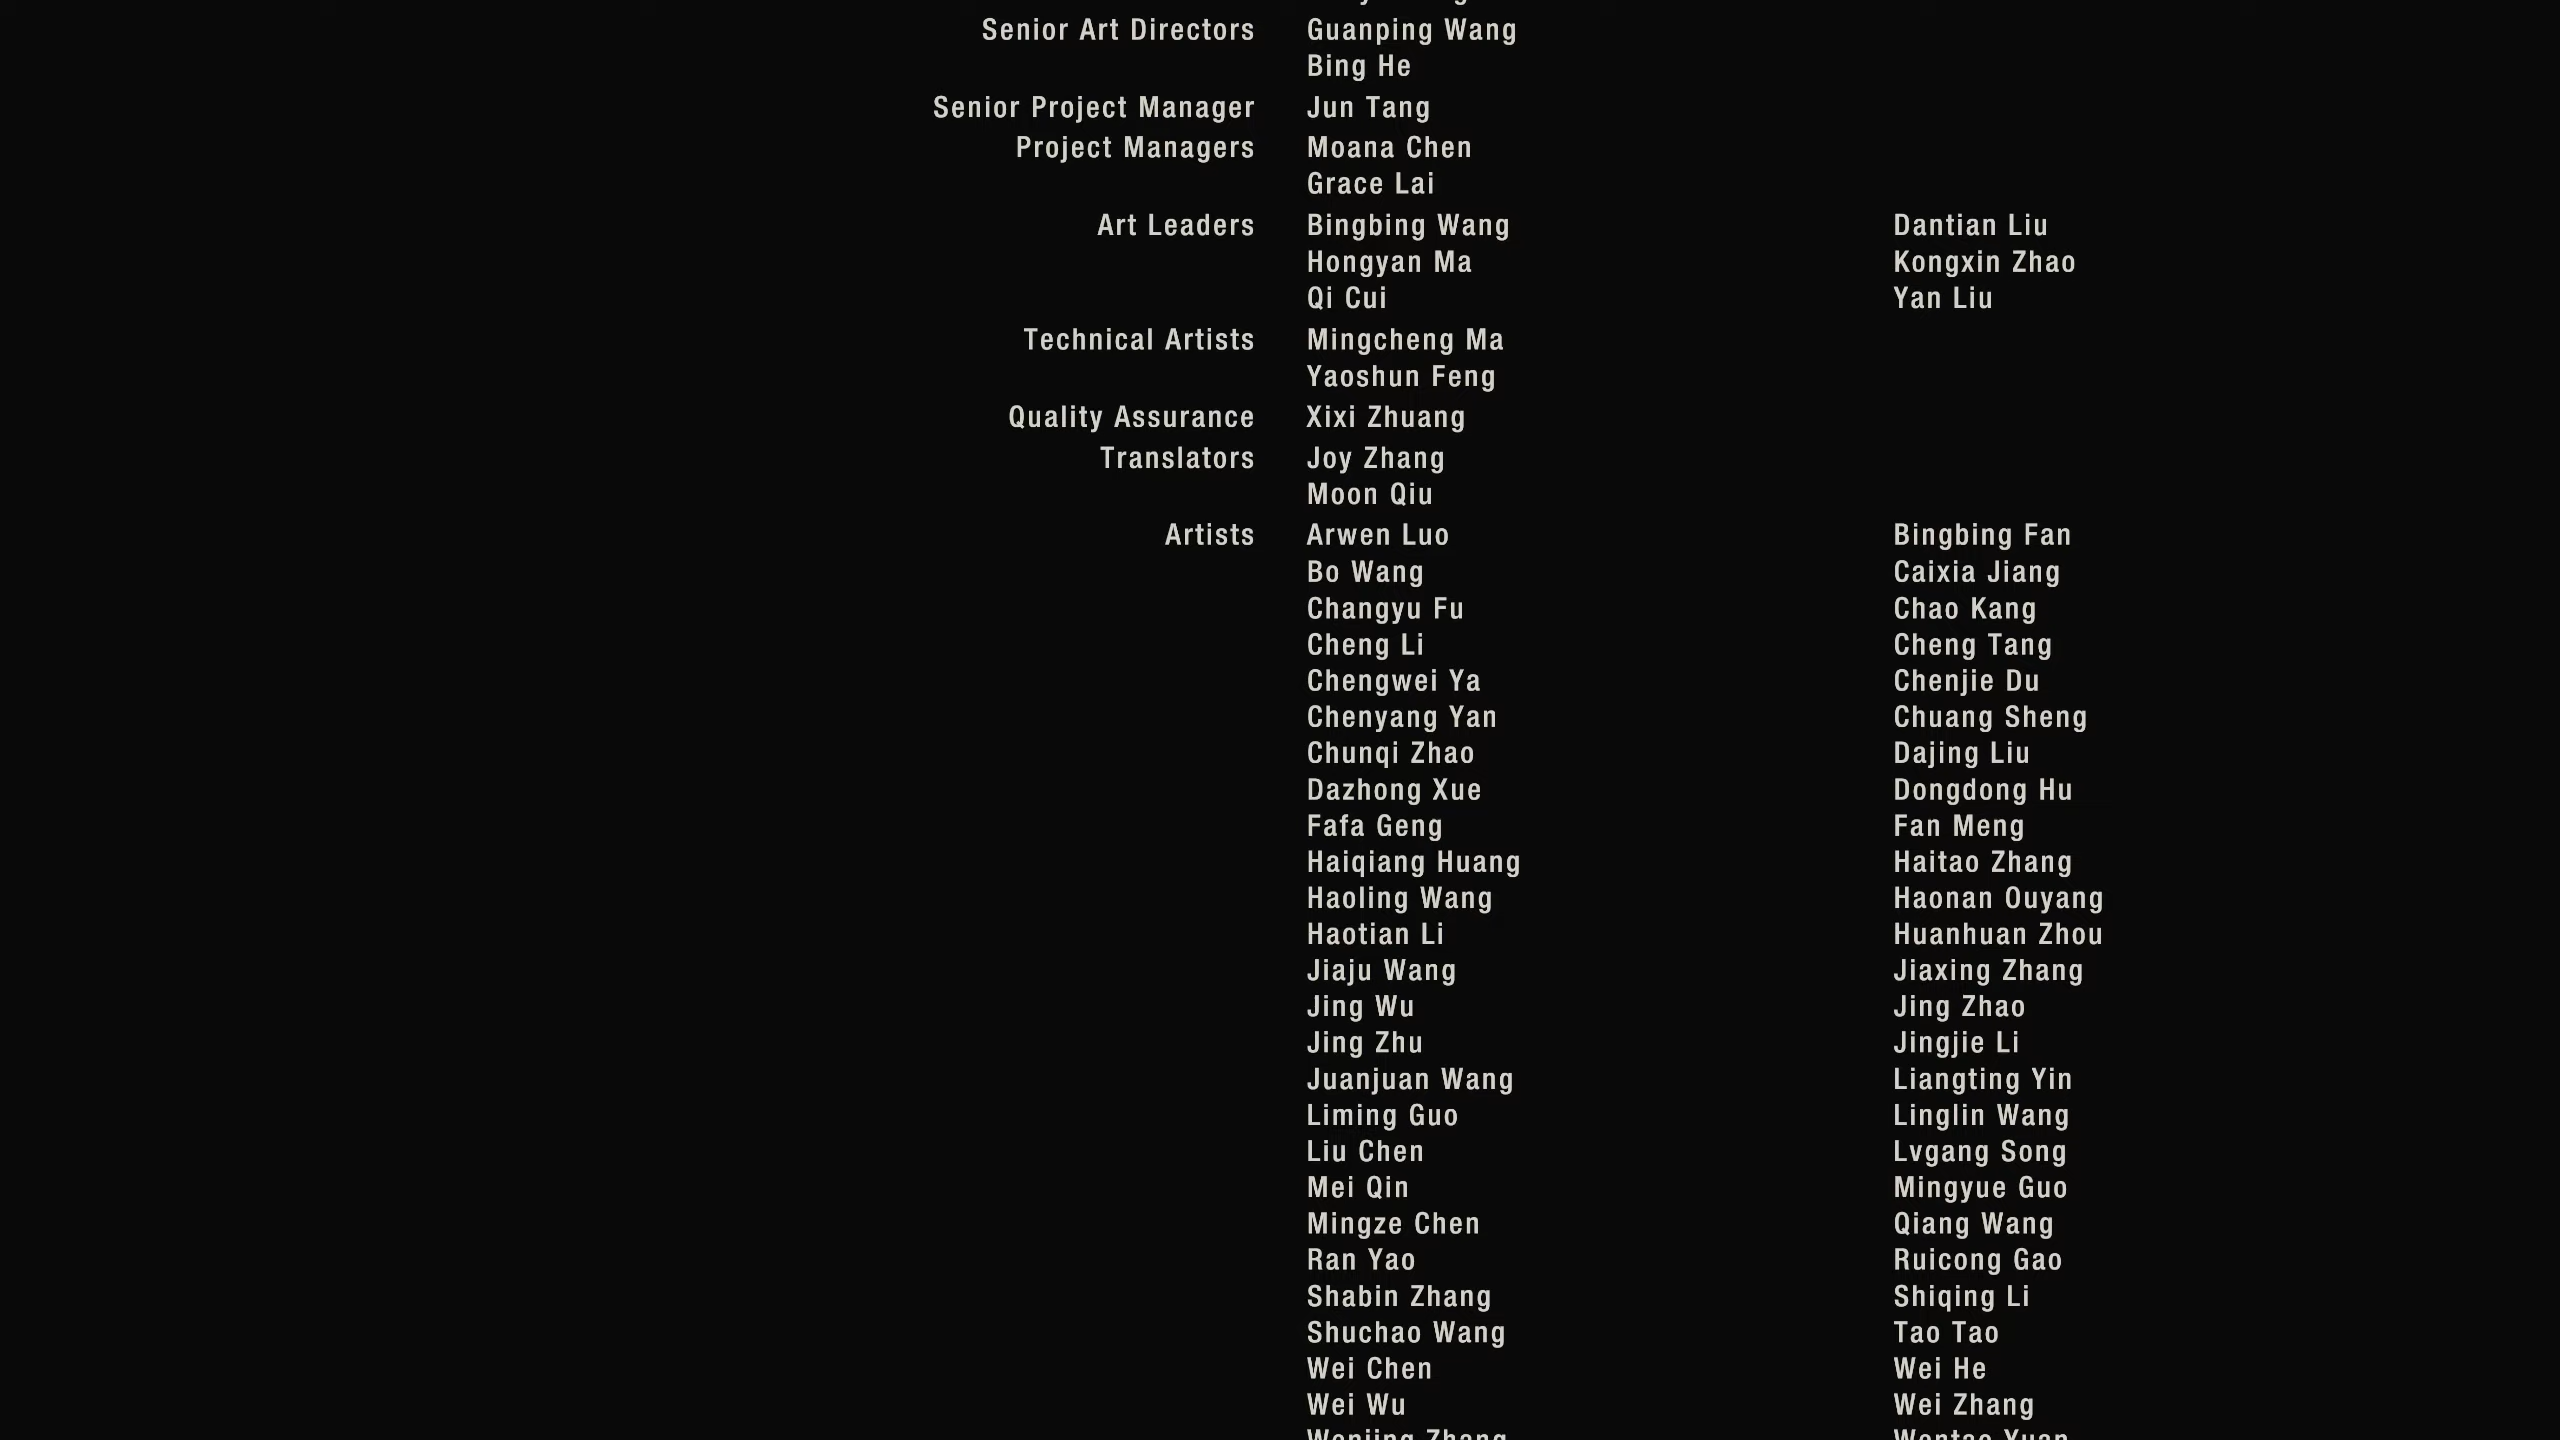 Senior Art Directors Guanping Wang
Bing He
Senior Project Manager Jun Tang
Project Managers Moana Chen
Grace Lai
Art Leaders Bingbing Wang Dantian Liu
Hongyan Ma Kongxin Zhao
Qi Cui Yan Liu
Technical Artists Mingcheng Ma
Yaoshun Feng
Quality Assurance Xixi Zhuang
Translators Joy Zhang
Moon Qiu
Artists Arwen Luo Bingbing Fan
Bo Wang Caixia Jiang
Changyu Fu Chao Kang
Cheng Li Cheng Tang
Chengwei Ya Chenjie Du
Chenyang Yan Chuang Sheng
Chunqi Zhao Dajing Liu
Dazhong Xue Dongdong Hu
Fafa Geng Fan Meng
Haiqiang Huang Haitao Zhang
Haoling Wang Haonan Ouyang
Haotian Li Huanhuan Zhou
Jiaju Wang Jiaxing Zhang
Jing Wu Jing Zhao
Jing Zhu Jingjie Li
Juanjuan Wang Liangting Yin
Liming Guo Linglin Wang
Liu Chen Lvgang Song
Mei Qin Mingyue Guo
Mingze Chen Qiang Wang
Ran Yao Ruicong Gao
Shabin Zhang Shiqing Li
Shuchao Wang Tao Tao
Wei Chen Wei He
Wei Wu Wei Zhang
Wenjing Zhang Wentao Yuan